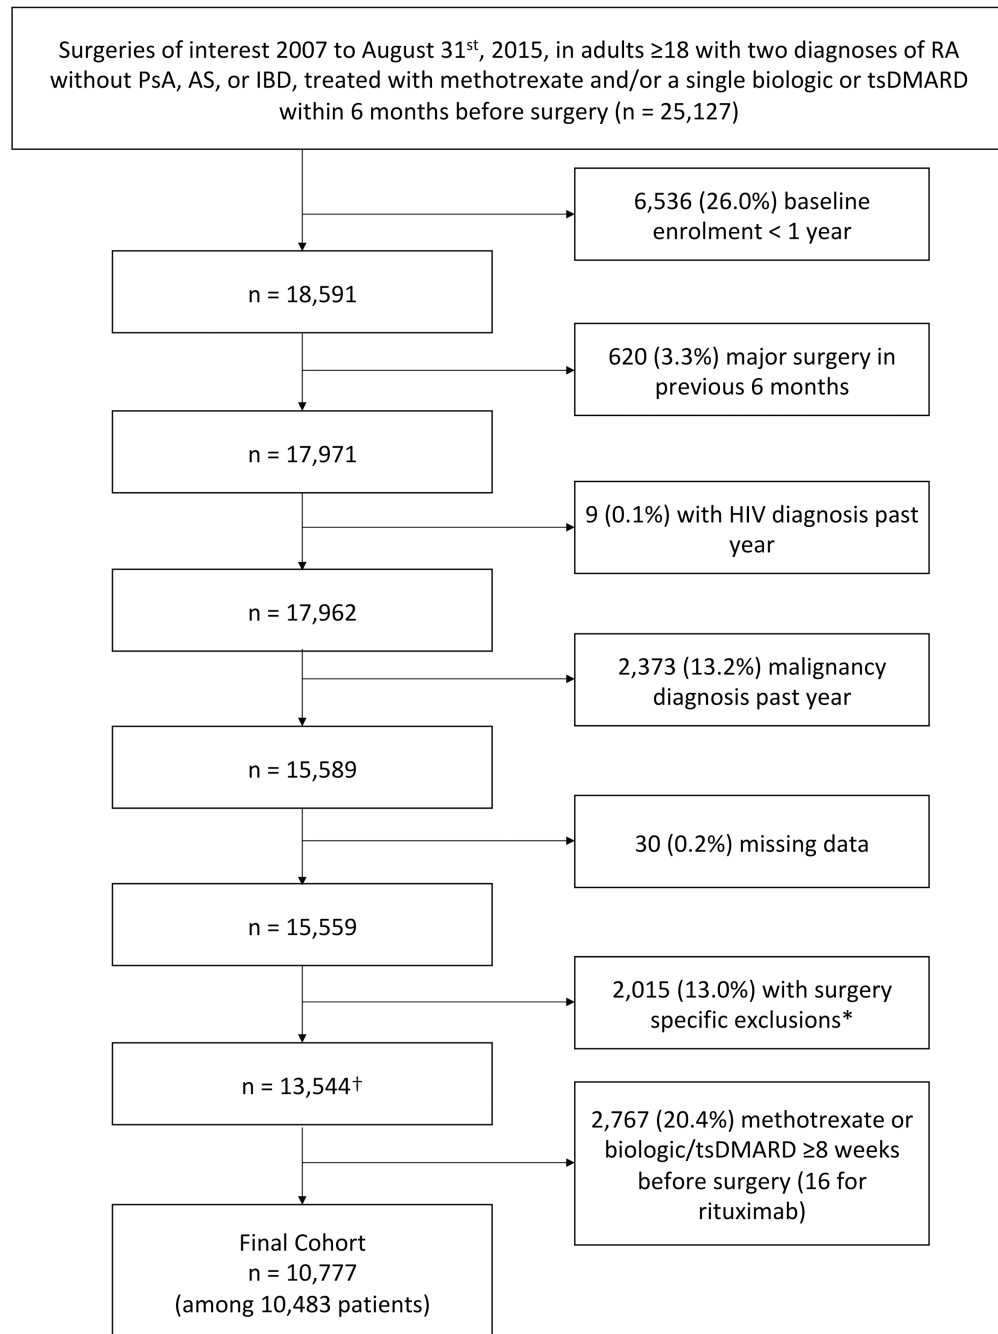 Surgeries of interest 2007 to August 31st, 2015, in adults ≥18 with two diagnoses of RA
without PsA, AS, or IBD, treated with methotrexate and/or a single biologic or tsDMARD
within 6 months before surgery (n = 25,127)
6,536 (26.0%) baseline
enrolment < 1 year
n = 18,591
620 (3.3%) major surgery in
previous 6 months
n = 17,971
9 (0.1%) with HIV diagnosis past
year
n = 17,962
2,373 (13.2%) malignancy
diagnosis past year
n = 15,589
30 (0.2%) missing data
n = 15,559
2,015 (13.0%) with surgery
specific exclusions*
n = 13,544†
2,767 (20.4%) methotrexate or
biologic/tsDMARD ≥8 weeks
before surgery (16 for
rituximab)
Final Cohort
n = 10,777
(among 10,483 patients)